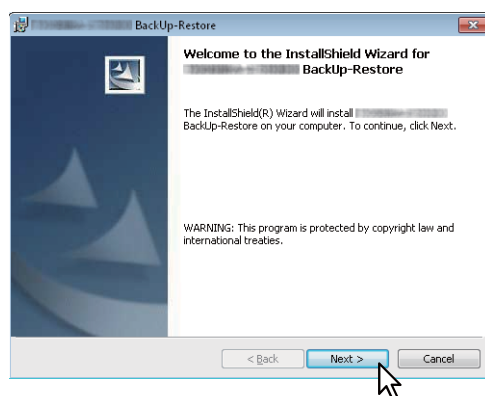 BackUp-Restore
Welcome to the InstallShield Wizard for
BackUp-Restore
The InstallShield(R) Wizard will install
BackUp-Restore on your computer. To continue, click Next.
WARNING: This program is protected by copyright law and
international treaties.
< Back
Next >
Cancel